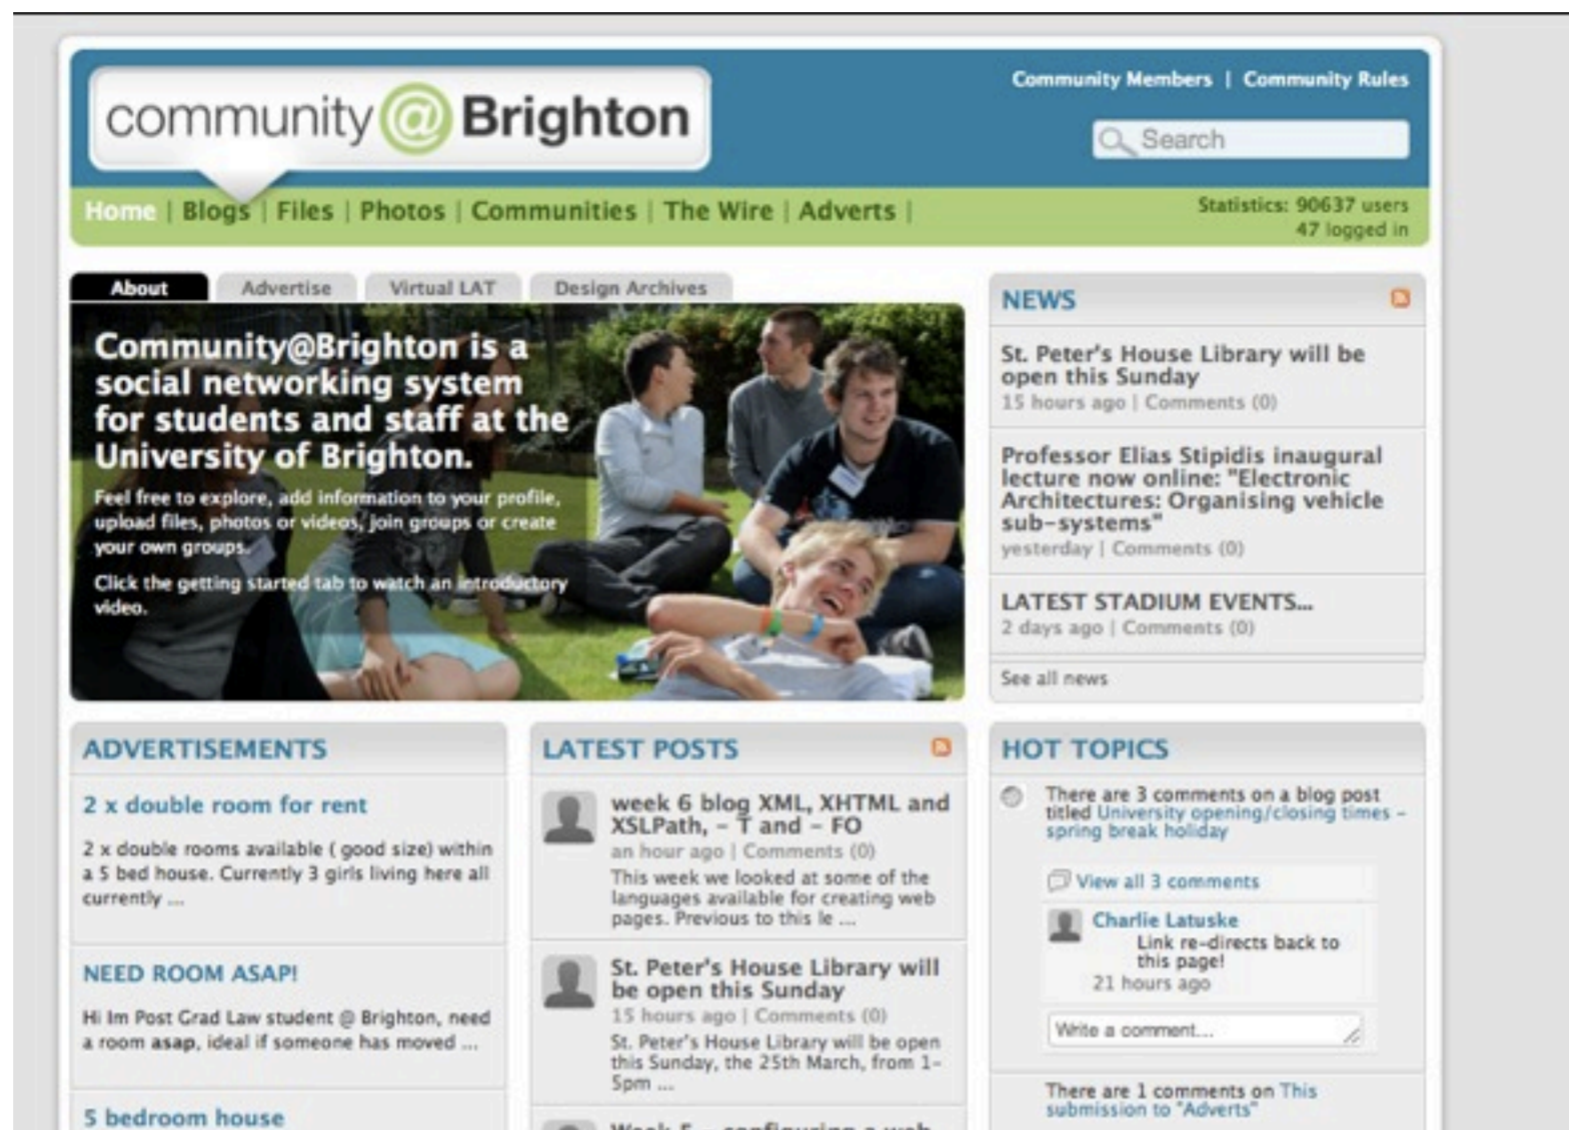 community@Brighton
Community Members | Community Rules
Search
Home | Blogs | Files | Photos | Communities | The Wire | Adverts |
Statistics: 90637 users
47 logged in
About
Advertise
Virtual LAT
Design Archives
Community@Brighton is a
social networking system
for students and staff at the
University of Brighton.
Feel free to explore, add information to your profile,
upload files, photos or videos, join groups or create
your own groups.
Click the getting started tab to watch an introductory
video.
NEWS
St. Peter's House Library will be
open this Sunday
15 hours ago | Comments (0)
Professor Elias Stipidis inaugural
lecture now online: "Electronic
Architectures: Organising vehicle
sub-systems"
yesterday | Comments (0)
LATEST STADIUM EVENTS...
2 days ago | Comments (0)
See all news
ADVERTISEMENTS
2 x double room for rent
2 x double rooms available ( good size) within
a 5 bed house. Currently 3 girls living here all
currently ...
NEED ROOM ASAP!
Hi Im Post Grad Law student @ Brighton, need
a room asap, ideal if someone has moved ...
5 bedroom house
LATEST POSTS
week 6 blog XML, XHTML and
XSLPath, - T and - FO
an hour ago | Comments (0)
This week we looked at some of the
languages available for creating web
pages. Previous to this le ...
St. Peter's House Library will
be open this Sunday
15 hours ago | Comments (0)
St. Peter's House Library will be open
this Sunday, the 25th March, from 1-
5pm ...
Week 5 - configuring a web
HOT TOPICS
There are 3 comments on a blog post
titled University opening/closing times -
spring break holiday
View all 3 comments
Charlie Latuske
Link re-directs back to
this page!
21 hours ago
Write a comment...
There are 1 comments on This
submission to "Adverts"